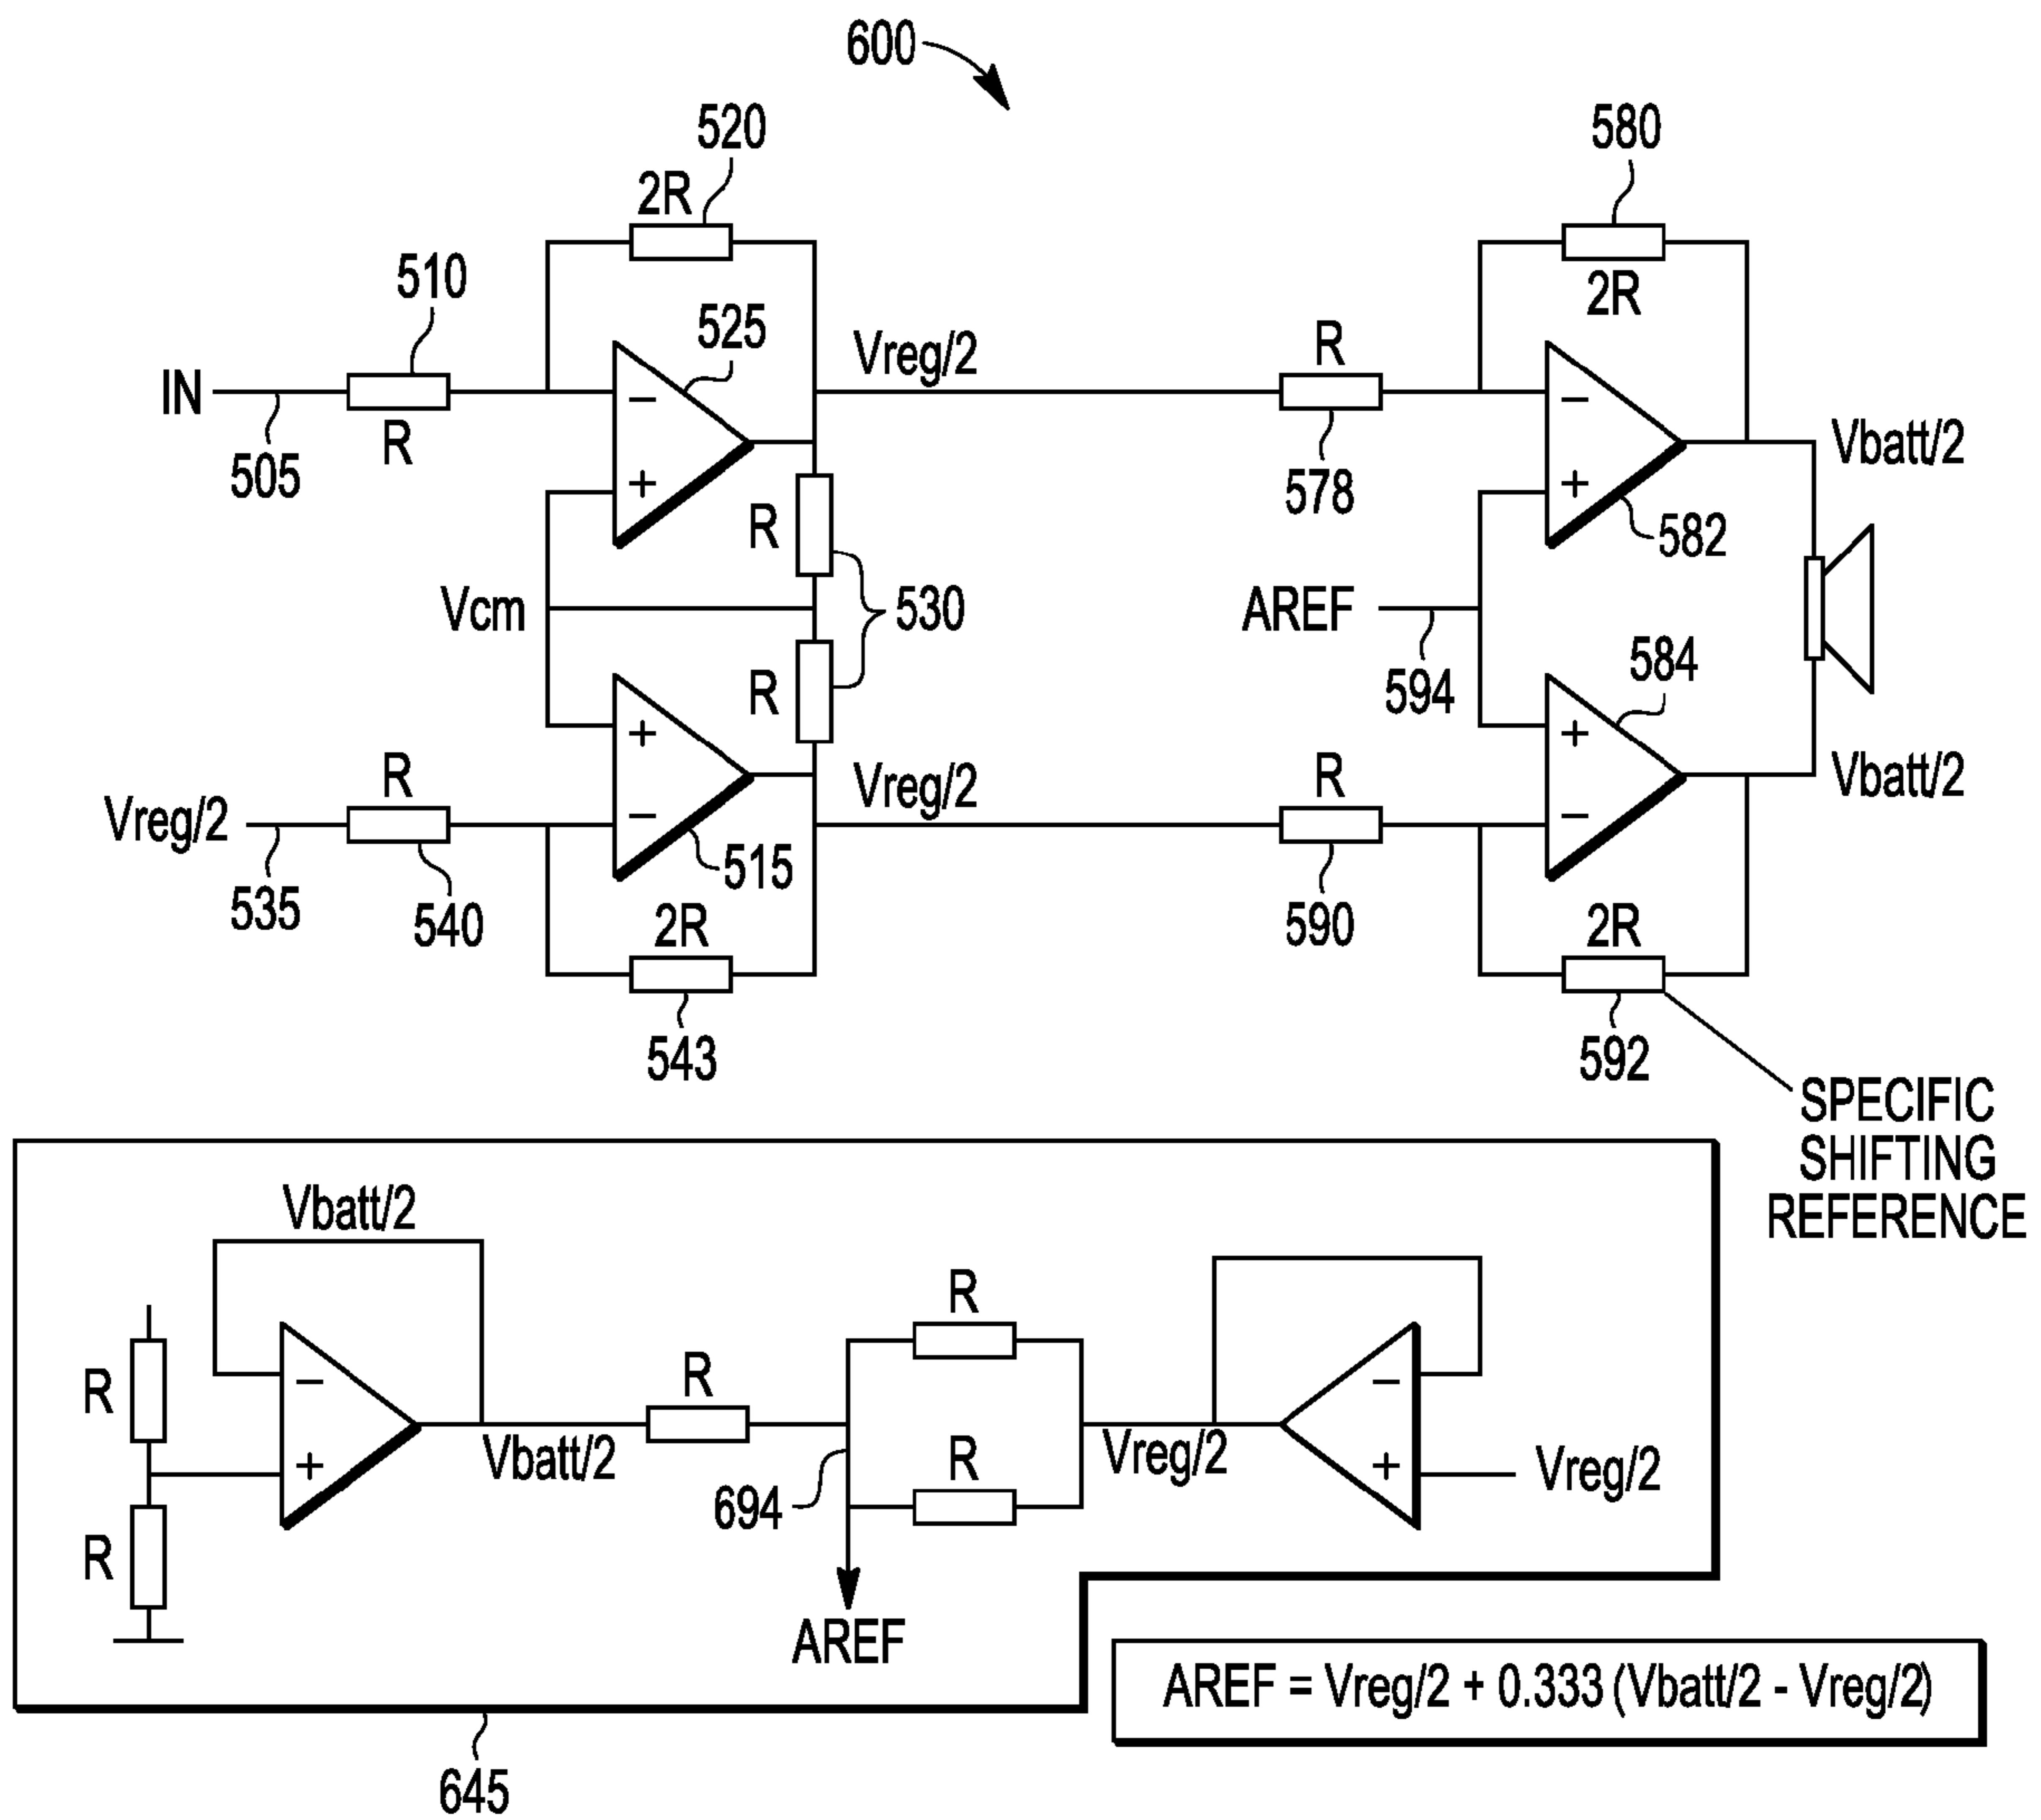 600
520
2R
580
2R
510
525
Vreg/2
R
IN
R
505
−
+
R
530
R
Vcm
578
−
+
Vbatt/2
582
AREF
594
584
R
Vreg/2
535
540
+
−
515
Vreg/2
R
590
+
−
Vbatt/2
2R
543
2R
592
SPECIFIC
SHIFTING
REFERENCE
Vbatt/2
R
R
−
+
Vbatt/2
R
R
R
694
AREF
Vreg/2
−
+
Vreg/2
AREF = Vreg/2 + 0.333 (Vbatt/2 - Vreg/2)
645